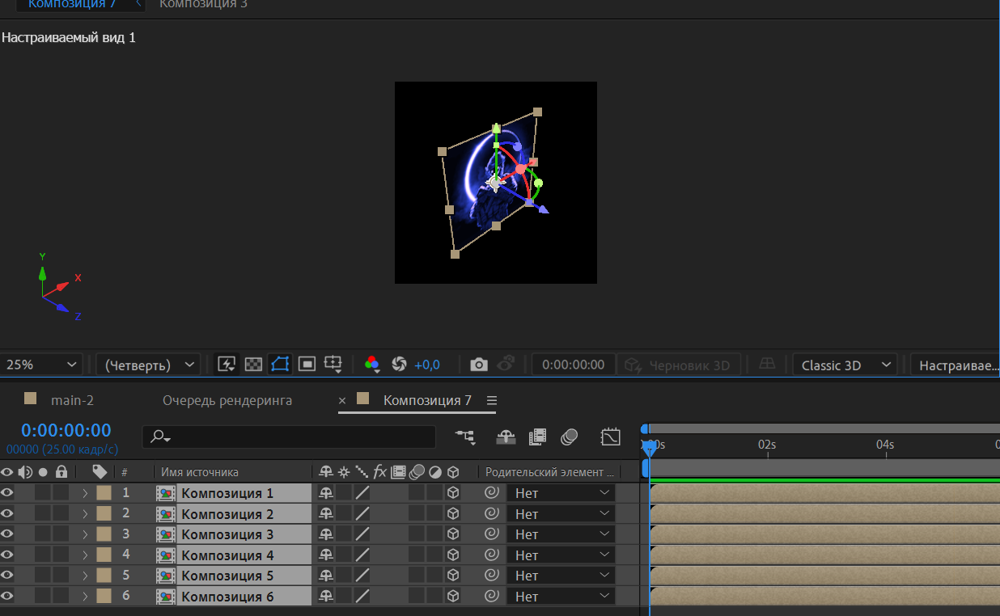 Композиция 7 Композиция 3
Настраиваемый вид 1
Y
X
Z
25% (Четверть) +0,0 0:00:00:00 Черновик 3D Classic 3D Настраивае...
main-2 Очередь рендеринга × Композиция 7
0:00:00:00
00000 (25.00 кадр/с)
02s 04s
# Имя источника fx Родительский элемент ...
1 Композиция 1 Нет
2 Композиция 2 Нет
3 Композиция 3 Нет
4 Композиция 4 Нет
5 Композиция 5 Нет
6 Композиция 6 Нет